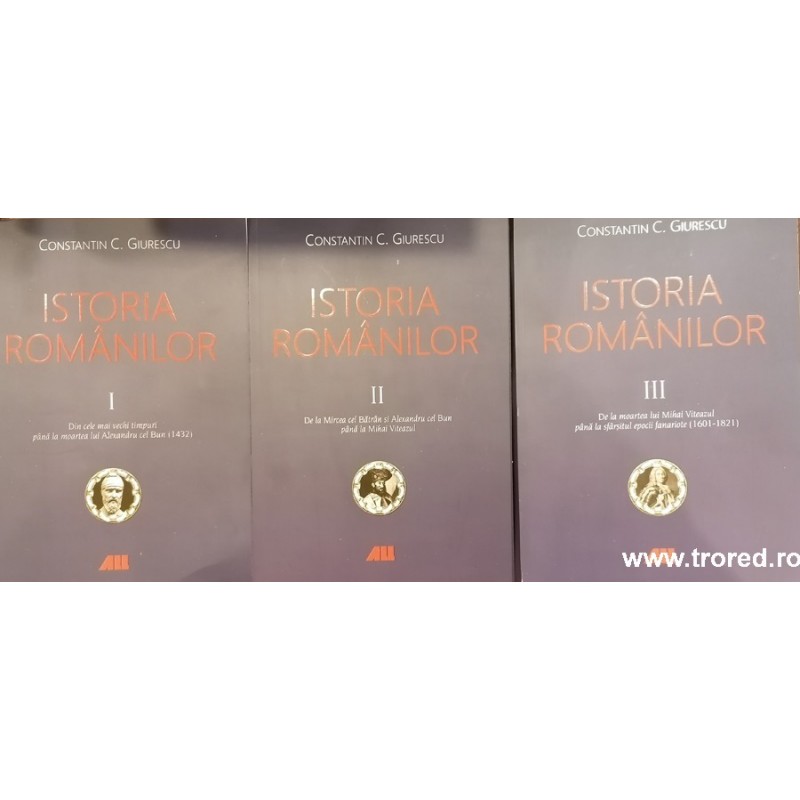 CONSTANTIN C. GIURESCU
ISTORIA
ROMÂNILOR
I
Din cele mai vechi timpuri
până la moartea lui Alexandru cel Bun (1432)
ALL
CONSTANTIN C. GIURESCU
ISTORIA
ROMÂNILOR
II
De la Mircea cel Bătrân și Alexandru cel Bun
până la Mihai Viteazul
ALL
CONSTANTIN C. GIURESCU
ISTORIA
ROMÂNILOR
III
De la moartea lui Mihai Viteazul
până la sfârșitul epocii fanariote (1601-1821)
www.trored.ro